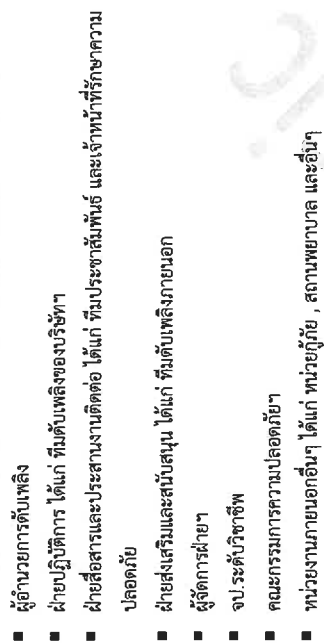 ▪ ผู้อำนวยการดับเพลิง
▪ ฝ่ายปฏิบัติการ ได้แก่ ทีมดับเพลิงของบริษัทฯ
▪ ฝ่ายสื่อสารและประสานงานติดต่อ ได้แก่ ทีมประชาสัมพันธ์ และเจ้าหน้าที่รักษาความ
ปลอดภัย
▪ ฝ่ายส่งเสริมและสนับสนุน ได้แก่ ทีมดับเพลิงภายนอก
▪ ผู้จัดการฝ่ายฯ
▪ จป.ระดับวิชาชีพ
▪ คณะกรรมการความปลอดภัยฯ
▪ หน่วยงานภายนอกอื่นๆ ได้แก่ หน่วยกู้ภัย , สถานพยาบาล และอื่นๆ